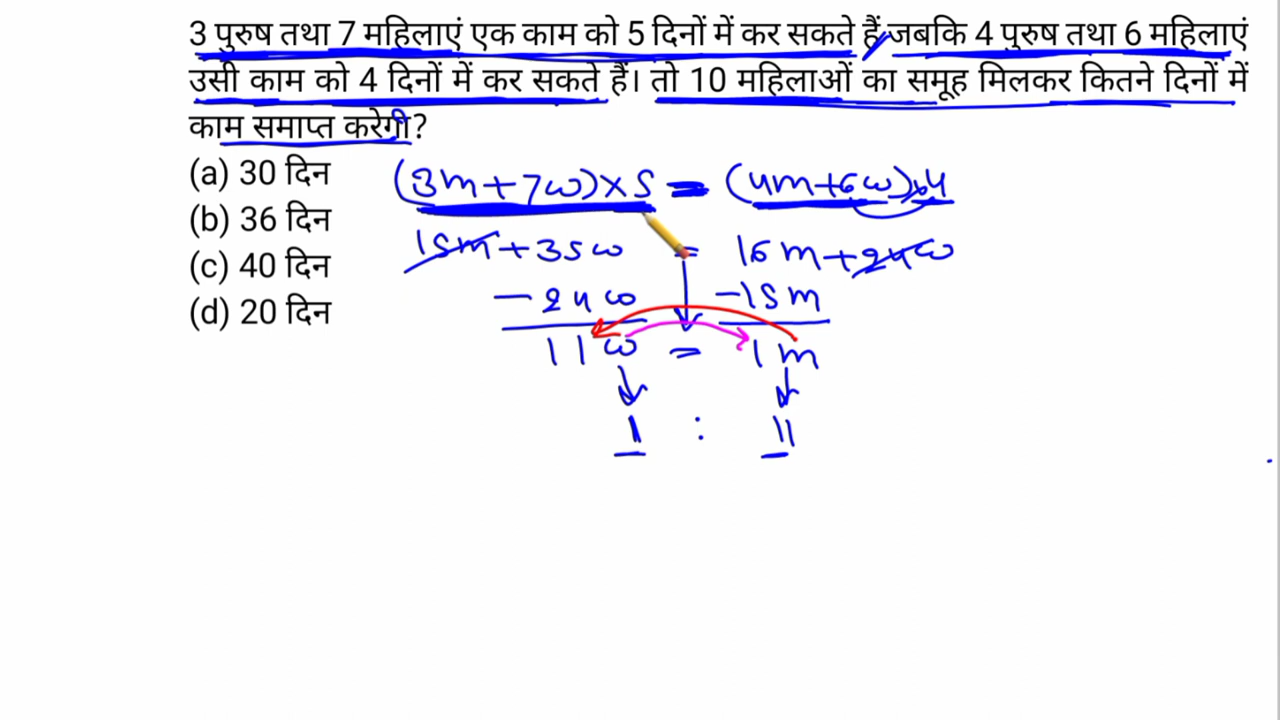 3 पुरुष तथा 7 महिलाएं एक काम को 5 दिनों में कर सकते हैं जबकि 4 पुरुष तथा 6 महिलाएं
उसी काम को 4 दिनों में कर सकते हैं। तो 10 महिलाओं का समूह मिलकर कितने दिनों में
काम समाप्त करेगी?
(a) 30 दिन
(b) 36 दिन
(c) 40 दिन
(d) 20 दिन
(3m+7w)×5 = (4m+6w)×4
15m+35w = 16m+24w
-24w -15m
11w = 1m
1 : 11